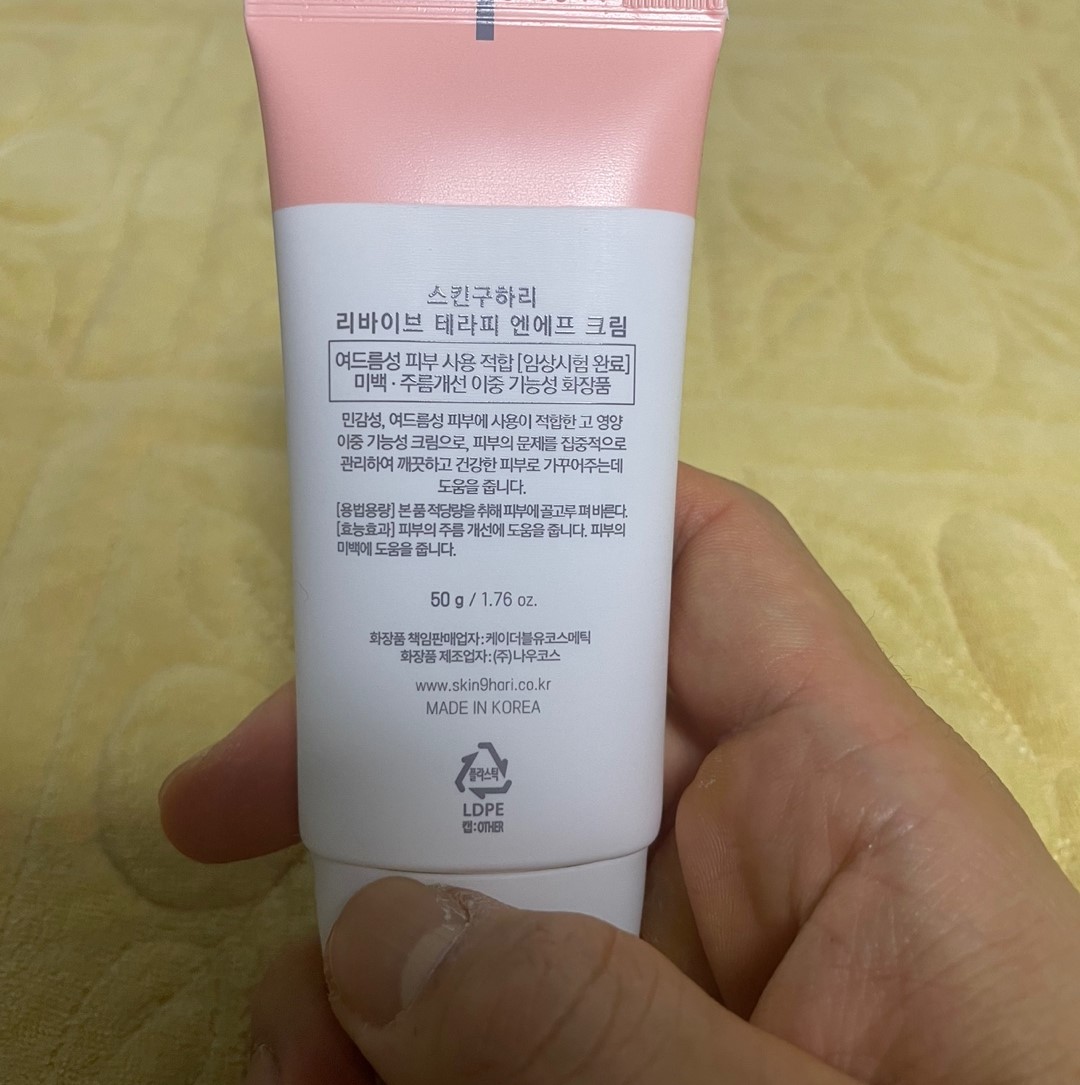 스킨구하리
리바이브 테라피 엔에프 크림
여드름성 피부 사용 적합 [임상시험 완료]
미백 · 주름개선 이중 기능성 화장품
민감성, 여드름성 피부에 사용이 적합한 고 영양
이중 기능성 크림으로, 피부의 문제를 집중적으로
관리하여 깨끗하고 건강한 피부로 가꾸어주는데
도움을 줍니다.
[용법용량] 본 품 적당량을 취해 피부에 골고루 펴 바른다.
[효능효과] 피부의 주름 개선에 도움을 줍니다. 피부의
미백에 도움을 줍니다.
50 g / 1.76 oz.
화장품 책임판매업자 : 케이더블유코스메틱
화장품 제조업자 : (주)나우코스
www.skin9hari.co.kr
MADE IN KOREA
플라스틱
LDPE
캡 : OTHER